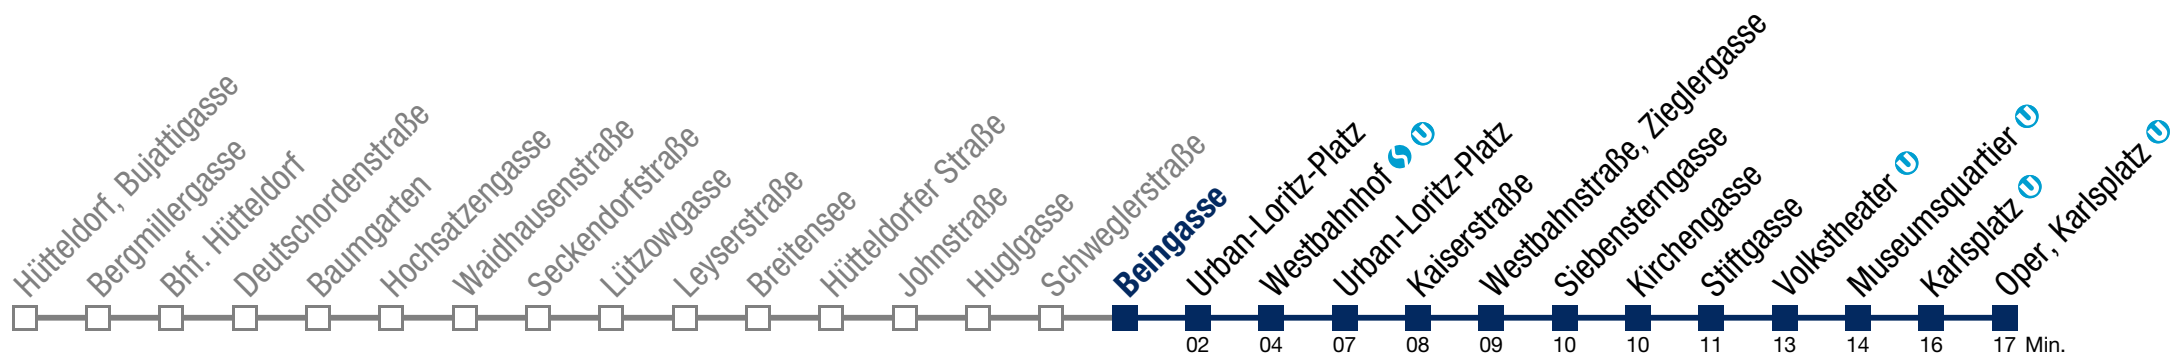 Hütteldorf, Bujattigasse
Bergmillergasse
Bhf. Hütteldorf
Deutschordenstraße
Baumgarten
Hochsatzengasse
Waidhausenstraße
Seckendorfstraße
Lützowgasse
Leyserstraße
Breitensee
Hütteldorfer Straße
Johnstraße
Huglgasse
Schweglerstraße
Beingasse
Urban-Loritz-Platz
Westbahnhof
Urban-Loritz-Platz
Kaiserstraße
Westbahnstraße, Zieglergasse
Siebensterngasse
Kirchengasse
Stiftgasse
Volkstheater U
Museumsquartier U
Karlsplatz U
Oper, Karlsplatz U
02 04 07 08 09 10 10 11 13 14 16 17 Min.